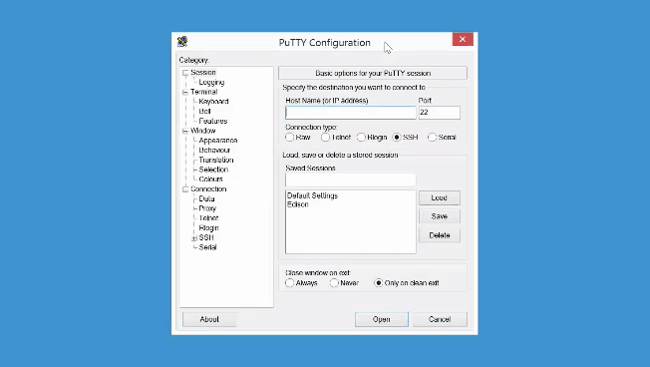 PuTTY Configuration
Category:
Session
Logging
Terminal
Keyboard
Bell
Features
Window
Appearance
Behaviour
Translation
Selection
Colours
Connection
Data
Proxy
Telnet
Rlogin
SSH
Serial
Basic options for your PuTTY session
Specify the destination you want to connect to
Host Name (or IP address) Port
22
Connection type:
Raw Telnet Rlogin SSH Serial
Load, save or delete a stored session
Saved Sessions
Default Settings
Edison
Load
Save
Delete
Close window on exit:
Always Never Only on clean exit
About Open Cancel